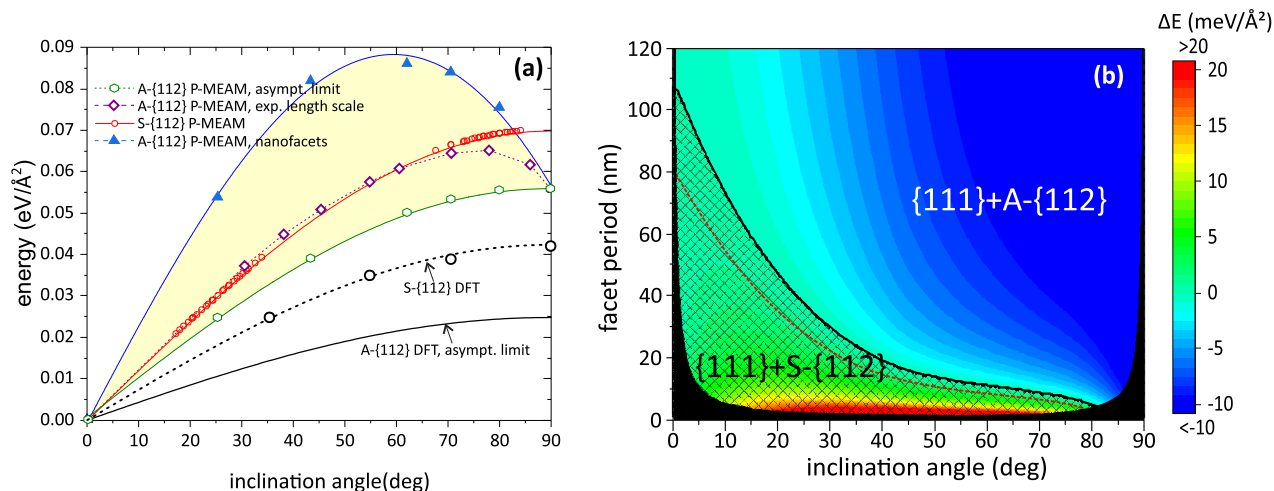 (a)
energy (eV/Å²)
0.09
0.08
0.07
0.06
0.05
0.04
0.03
0.02
0.01
0.00
A-{112} P-MEAM, asympt. limit
A-{112} P-MEAM, exp. length scale
S-{112} P-MEAM
A-{112} P-MEAM, nanofacets
S-{112} DFT
A-{112} DFT, asympt. limit
0 10 20 30 40 50 60 70 80 90
inclination angle(deg)
(b)
facet period (nm)
120
100
80
60
40
20
0
{111}+A-{112}
{111}+S-{112}
0 10 20 30 40 50 60 70 80 90
inclination angle (deg)
ΔE (meV/Å²)
>20
20
15
10
5
0
-5
-10
<-10